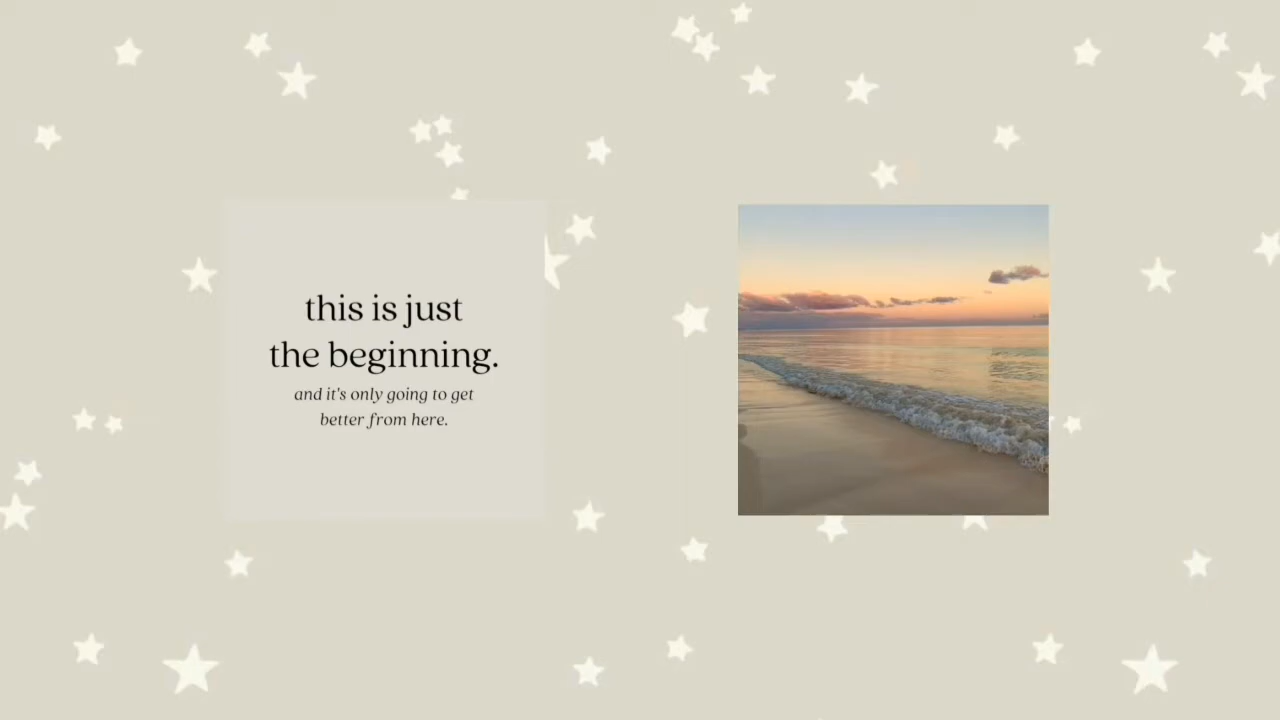 this is just
the beginning.
and it's only going to get
better from here.